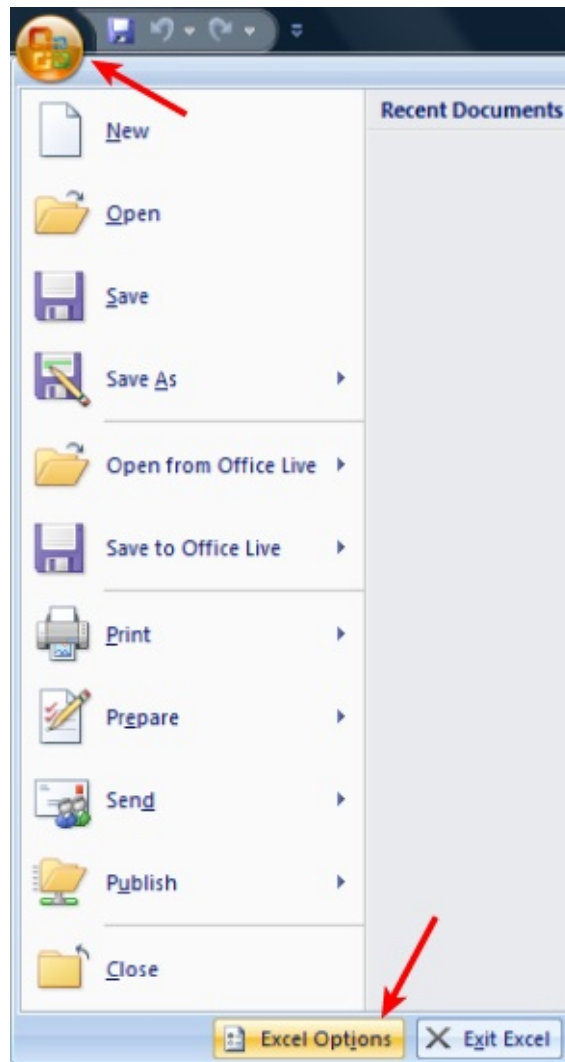 Recent Documents
New
Open
Save
Save As
Open from Office Live
Save to Office Live
Print
Prepare
Send
Publish
Close
Excel Options
Exit Excel